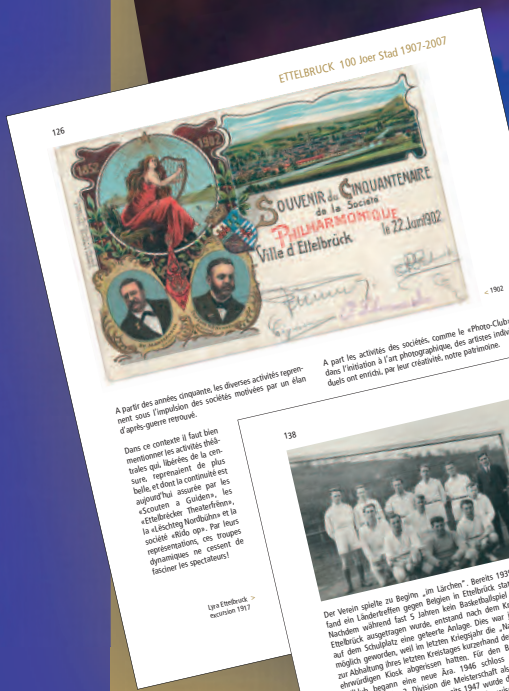 ETTELBRUCK 100 Joer Stad 1907-2007
126
1852
1902
SOUVENIR du CINQUANTENAIRE
de la Société
PHILHARMONIQUE
Ville d'Ettelbrück
le 22 Juni 1902
< 1902
A partir des années cinquante, les diverses activités repren-
nent sous l'impulsion des sociétés motivées par un élan
d'après-guerre retrouvé.
A part les activités des sociétés, comme le «Photo-Club»
dans l'initiation à l'art photographique, des artistes indivi
duels ont enrichi, par leur créativité, notre patrimoine.
Dans ce contexte il faut bien
mentionner les activités théâ-
trales qui, libérées de la cen-
sure, reprenaient de plus
belle, et dont la continuité est
aujourd'hui assurée par les
«Scouten a Guiden», les
«Ettelbrécker Theaterfrënn»,
la «Lëschteg Nordbühn» et la
société «Rido op». Par leurs
représentations, ces troupes
dynamiques ne cessent de
fasciner les spectateurs!
Lyra Ettelbruck >
excursion 1917
138
Der Verein spielte zu Beginn „im Lärchen". Bereits 1939
fand ein Ländertreffen gegen Belgien in Ettelbrück stat
Nachdem während fast 5 Jahren kein Basketballspiel
Ettelbrück ausgetragen wurde, entstand nach dem Kr
auf dem Schulplatz eine geteerte Anlage. Dies war
möglich geworden, weil im letzten Kriegsjahr die „Na
zur Abhaltung ihres letzten Kreistages kurzerhand de
ehrwürdigen Kiosk abgerissen hatten. Für den B
begann eine neue Ära. 1946 schloss
Division die Meisterschaft als
1947 wurde d